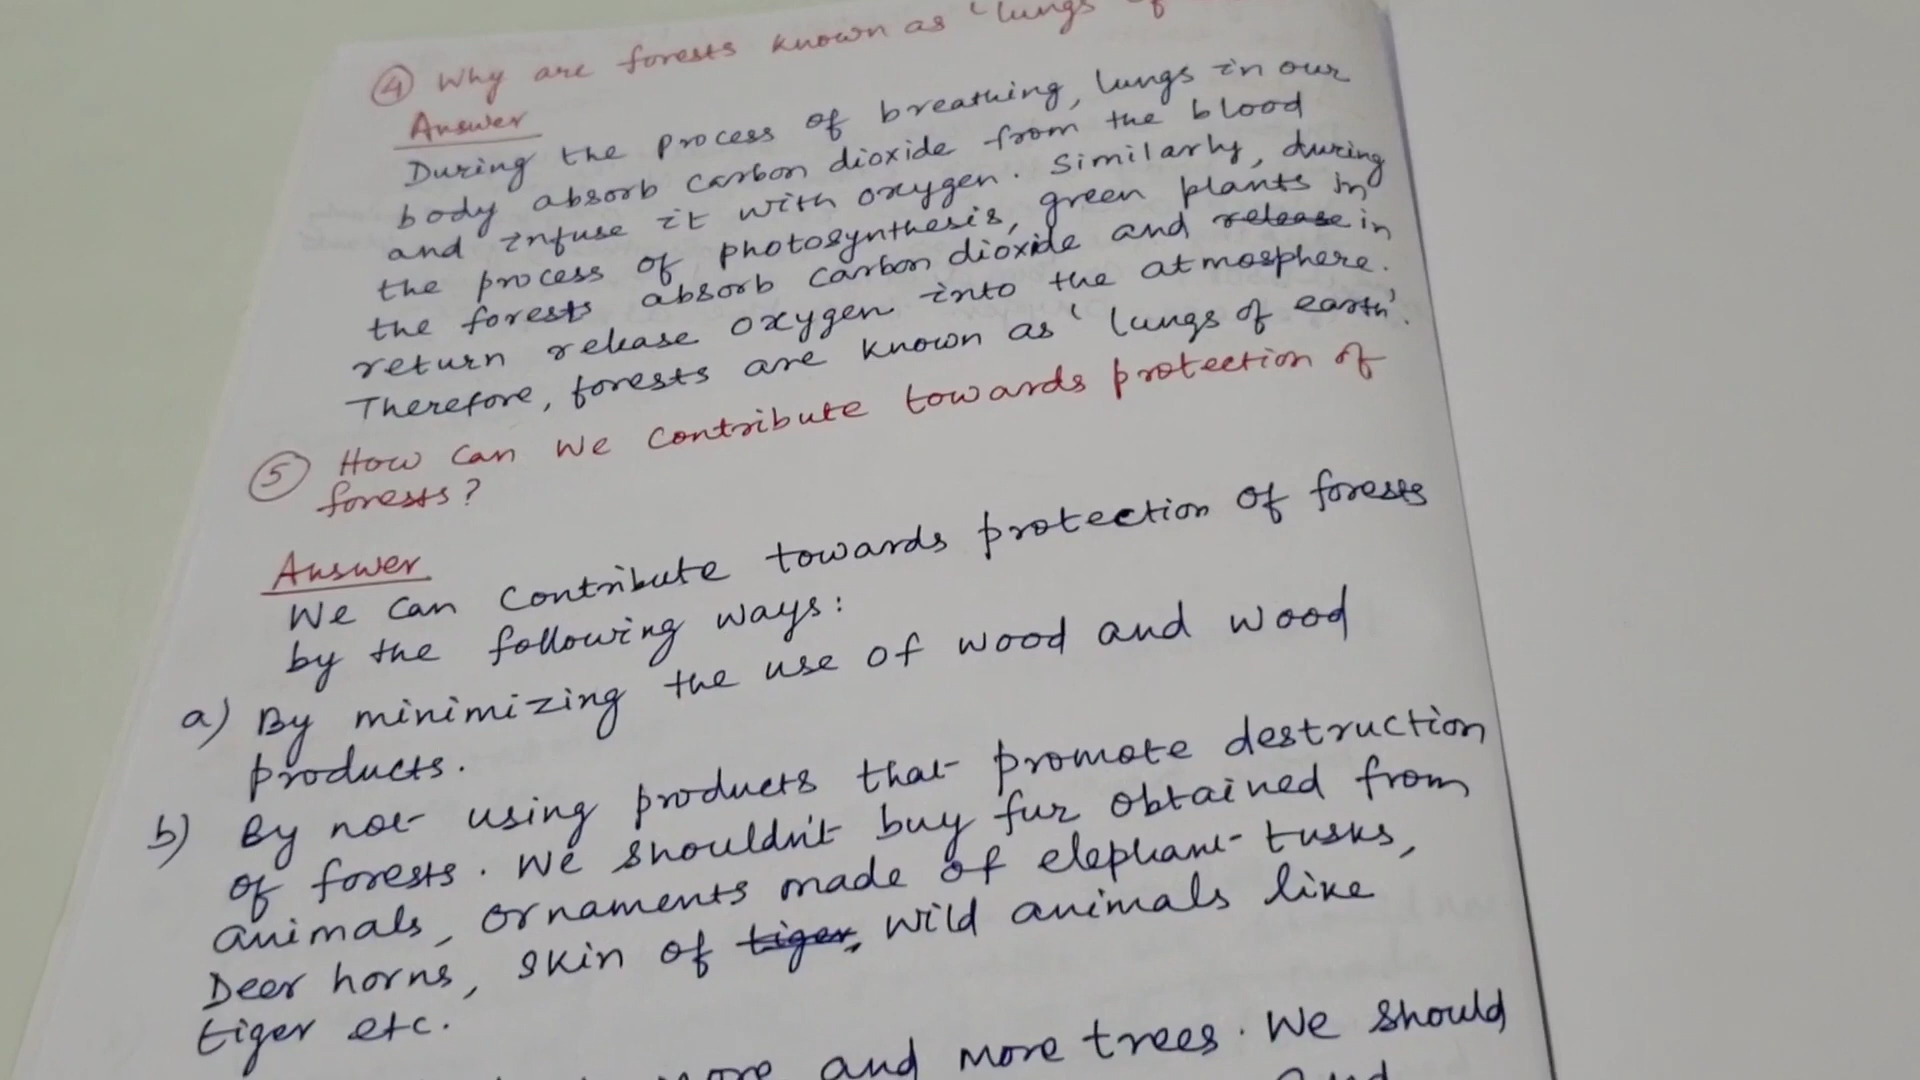 ④ Why are forests known as 'lungs of
Answer
During the process of breathing, lungs in our
body absorb carbon dioxide from the blood
and infuse it with oxygen. Similarly, during
the process of photosynthesis, green plants in
the forests absorb carbon dioxide and release in
return release oxygen into the atmosphere.
Therefore, forests are known as 'lungs of earth'.
⑤ How can we contribute towards protection of
forests?
Answer
We can contribute towards protection of forests
by the following ways:
a) By minimizing the use of wood and wood
products.
b) By not using products that promote destruction
of forests. We shouldn't buy fur obtained from
animals, ornaments made of elephant tusks,
Deer horns, skin of tiger, wild animals like
tiger etc.
more and more trees. We should
and